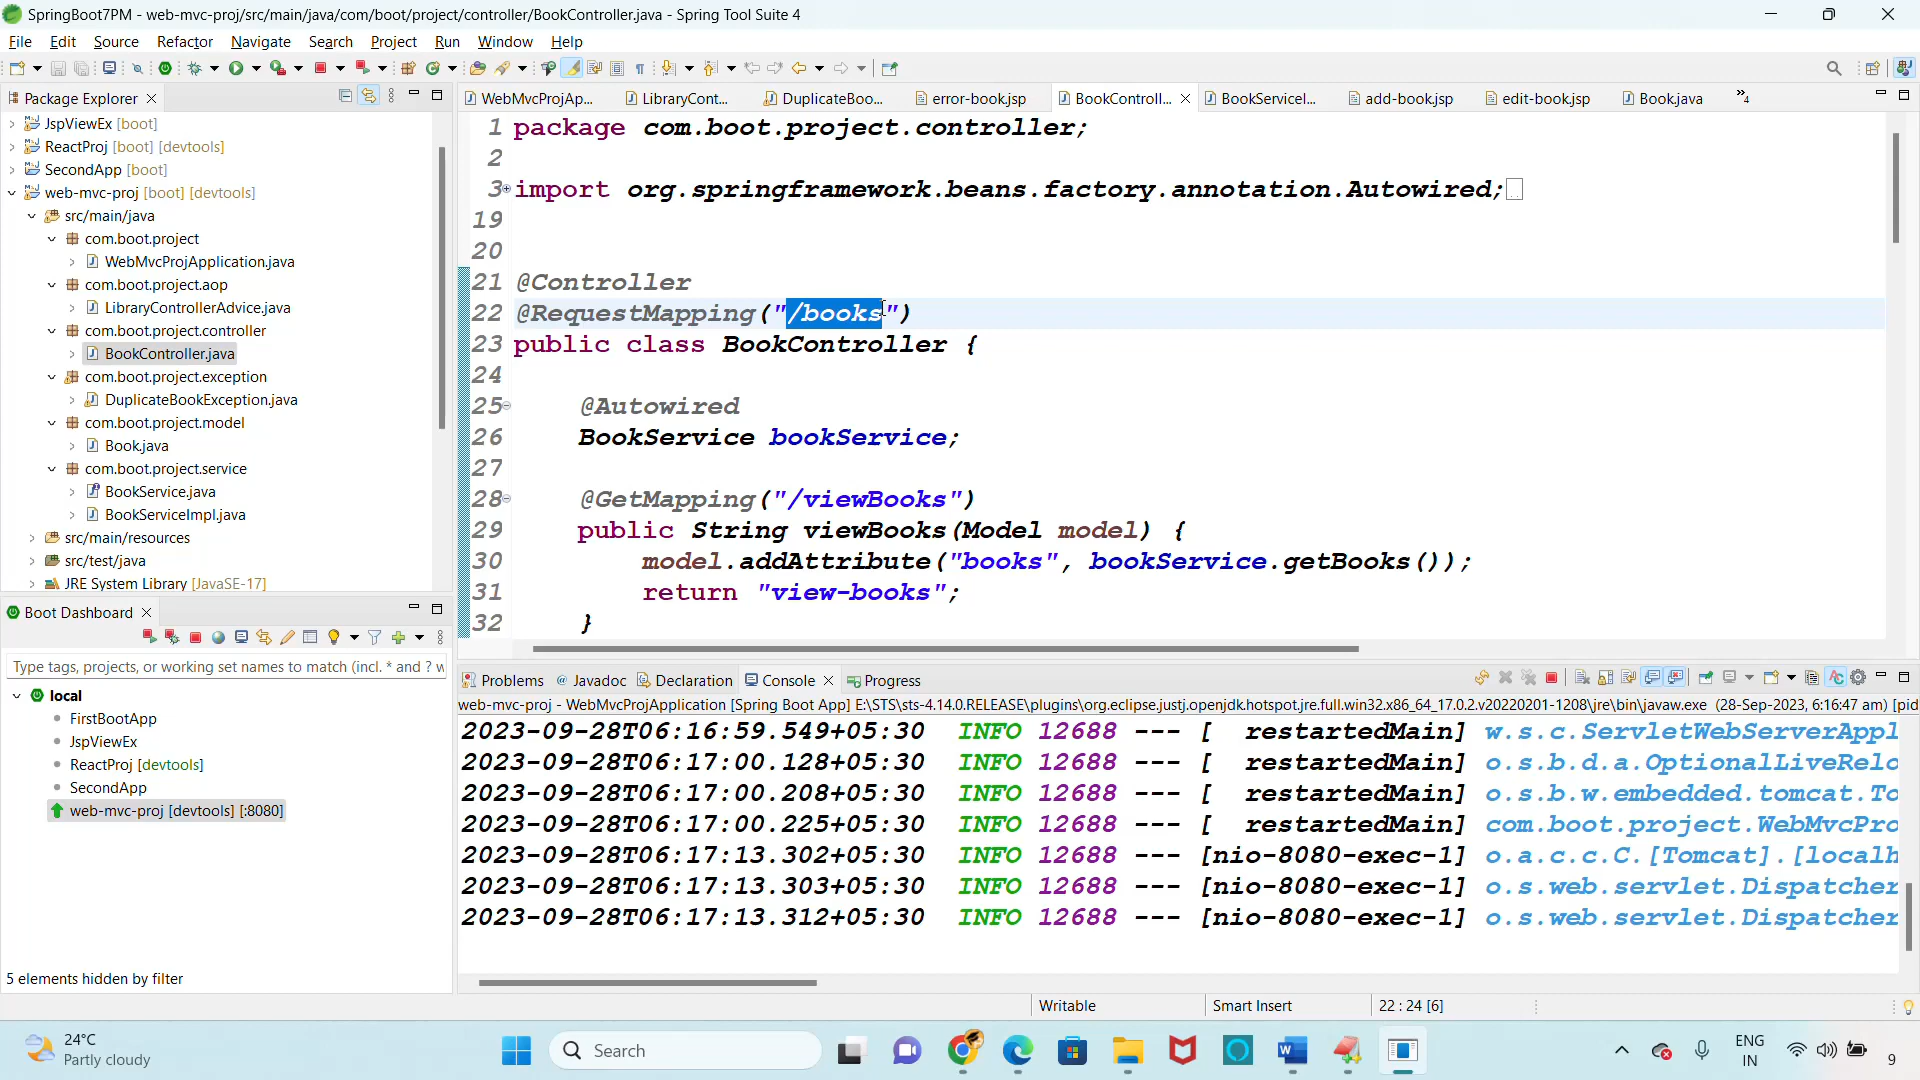 SpringBoot7PM - web-mvc-proj/src/main/java/com/boot/project/controller/BookController.java - Spring Tool Suite 4
File Edit Source Refactor Navigate Search Project Run Window Help
Package Explorer
JspViewEx [boot]
ReactProj [boot] [devtools]
SecondApp [boot]
web-mvc-proj [boot] [devtools]
src/main/java
com.boot.project
WebMvcProjApplication.java
com.boot.project.aop
LibraryControllerAdvice.java
com.boot.project.controller
BookController.java
com.boot.project.exception
DuplicateBookException.java
com.boot.project.model
Book.java
com.boot.project.service
BookService.java
BookServiceImpl.java
src/main/resources
src/test/java
JRE System Library [JavaSE-17]
WebMvcProjAp... LibraryCont... DuplicateBoo... error-book.jsp BookControll... BookServiceI... add-book.jsp edit-book.jsp Book.java »4
1 package com.boot.project.controller;
2
3 import org.springframework.beans.factory.annotation.Autowired;
19
20
21 @Controller
22 @RequestMapping("/books")
23 public class BookController {
24
25 @Autowired
26 BookService bookService;
27
28 @GetMapping("/viewBooks")
29 public String viewBooks(Model model) {
30 model.addAttribute("books", bookService.getBooks());
31 return "view-books";
32 }
Boot Dashboard
Type tags, projects, or working set names to match (incl. * and ? w
local
FirstBootApp
JspViewEx
ReactProj [devtools]
SecondApp
web-mvc-proj [devtools] [:8080]
5 elements hidden by filter
Problems Javadoc Declaration Console Progress
web-mvc-proj - WebMvcProjApplication [Spring Boot App] E:\STS\sts-4.14.0.RELEASE\plugins\org.eclipse.justj.openjdk.hotspot.jre.full.win32.x86_64_17.0.2.v20220201-1208\jre\bin\javaw.exe (28-Sep-2023, 6:16:47 am) [pid
2023-09-28T06:16:59.549+05:30 INFO 12688 --- [ restartedMain] w.s.c.ServletWebServerAppl
2023-09-28T06:17:00.128+05:30 INFO 12688 --- [ restartedMain] o.s.b.d.a.OptionalLiveRelo
2023-09-28T06:17:00.208+05:30 INFO 12688 --- [ restartedMain] o.s.b.w.embedded.tomcat.To
2023-09-28T06:17:00.225+05:30 INFO 12688 --- [ restartedMain] com.boot.project.WebMvcPro
2023-09-28T06:17:13.302+05:30 INFO 12688 --- [nio-8080-exec-1] o.a.c.c.C.[Tomcat].[localh
2023-09-28T06:17:13.303+05:30 INFO 12688 --- [nio-8080-exec-1] o.s.web.servlet.Dispatcher
2023-09-28T06:17:13.312+05:30 INFO 12688 --- [nio-8080-exec-1] o.s.web.servlet.Dispatcher
Writable Smart Insert 22 : 24 [6]
24°C
Partly cloudy
Search
ENG
IN
9